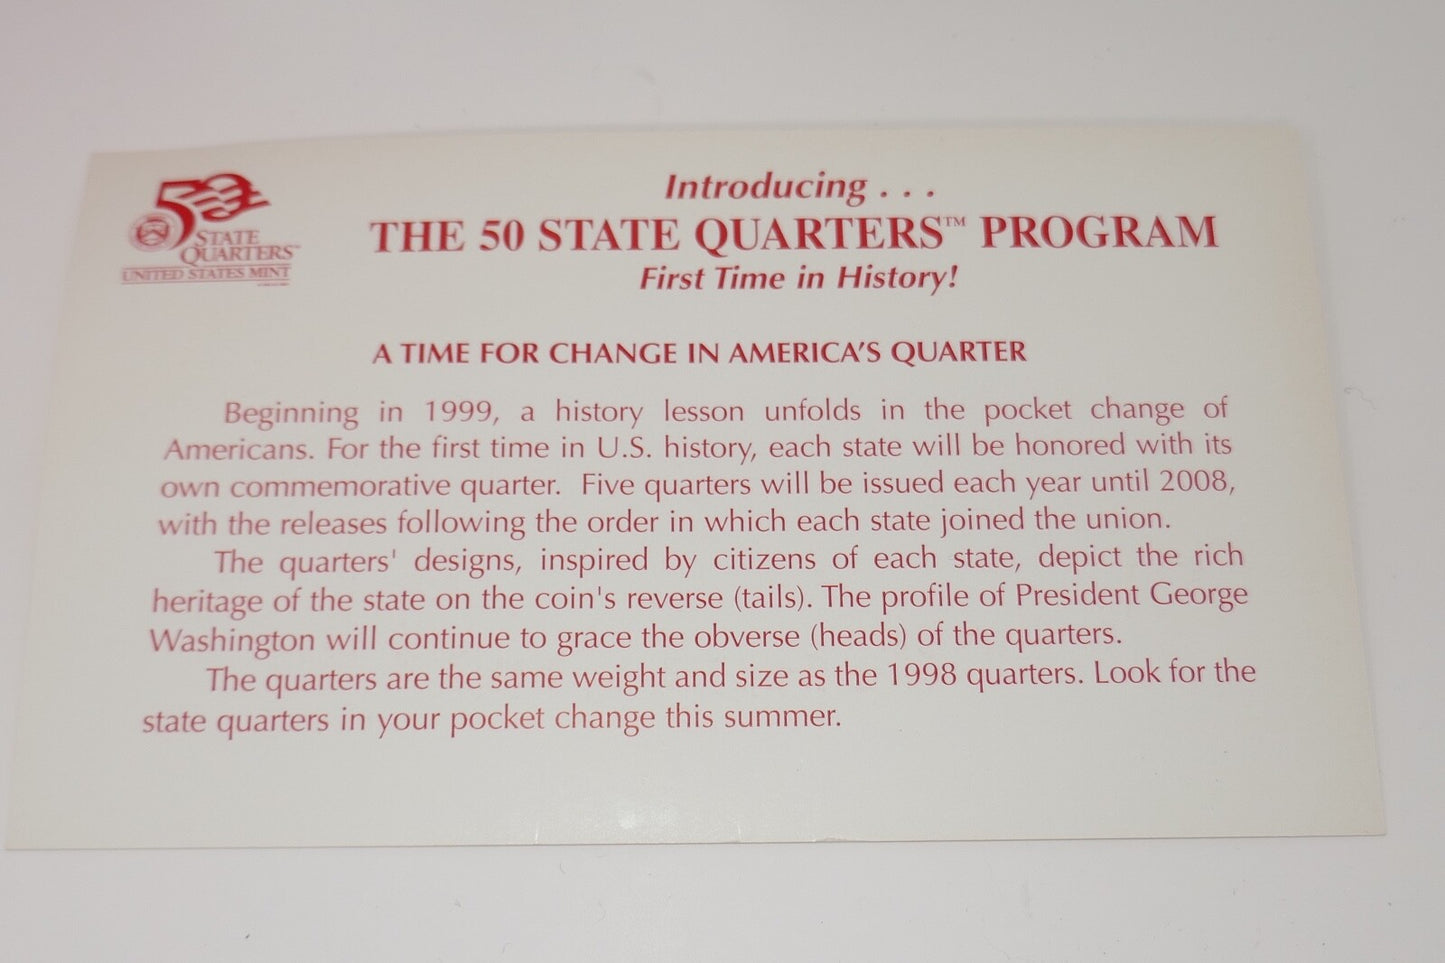 50
STATE
QUARTERS™
UNITED STATES MINT
Introducing . . .
THE 50 STATE QUARTERS™ PROGRAM
First Time in History!
A TIME FOR CHANGE IN AMERICA'S QUARTER
Beginning in 1999, a history lesson unfolds in the pocket change of
Americans. For the first time in U.S. history, each state will be honored with its
own commemorative quarter. Five quarters will be issued each year until 2008,
with the releases following the order in which each state joined the union.
The quarters' designs, inspired by citizens of each state, depict the rich
heritage of the state on the coin's reverse (tails). The profile of President George
Washington will continue to grace the obverse (heads) of the quarters.
The quarters are the same weight and size as the 1998 quarters. Look for the
state quarters in your pocket change this summer.